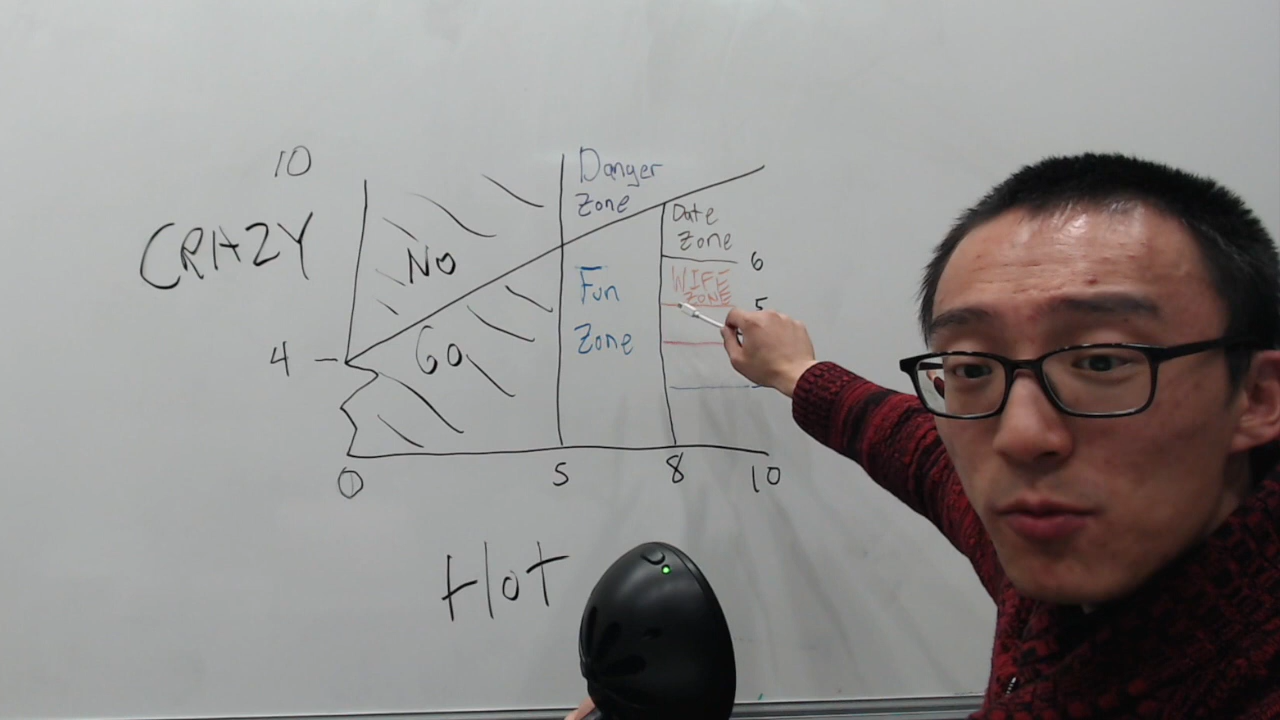 10
Danger
Zone
CRAZY
Date
Zone
NO
6
WIFE
ZONE
Fun
Zone
5
4
GO
0
5
8
10
Hot